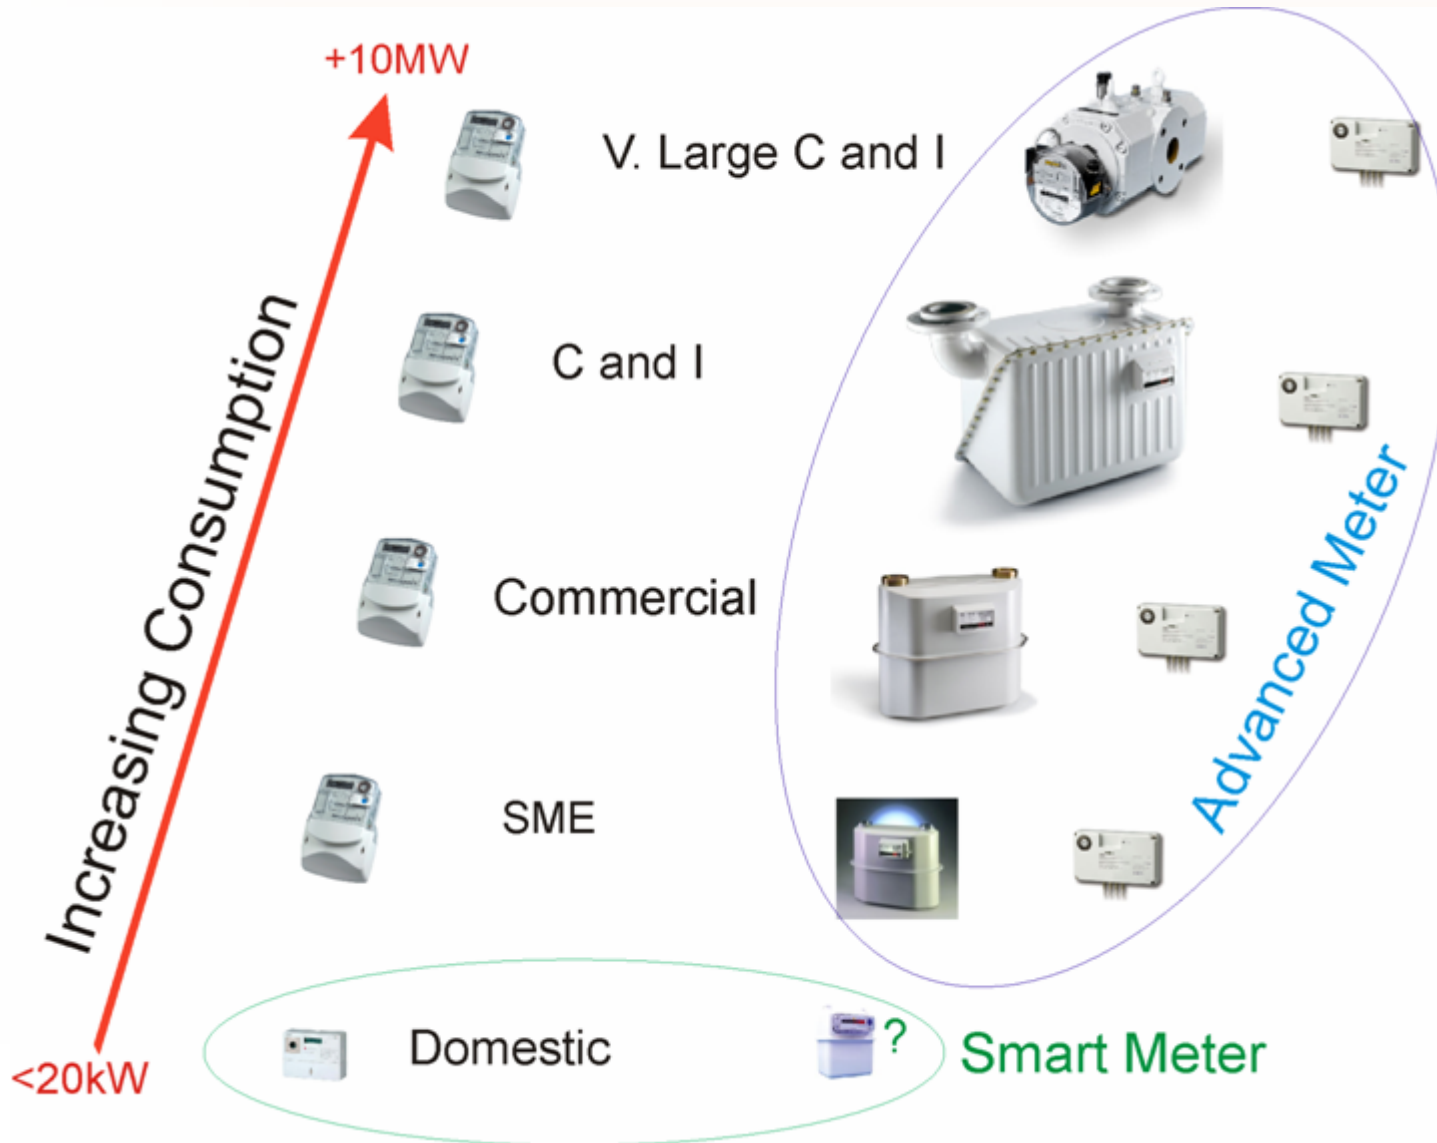 +10MW
V. Large C and I
C and I
Increasing Consumption
Commercial
Advanced Meter
SME
Domestic
?
Smart Meter
<20kW